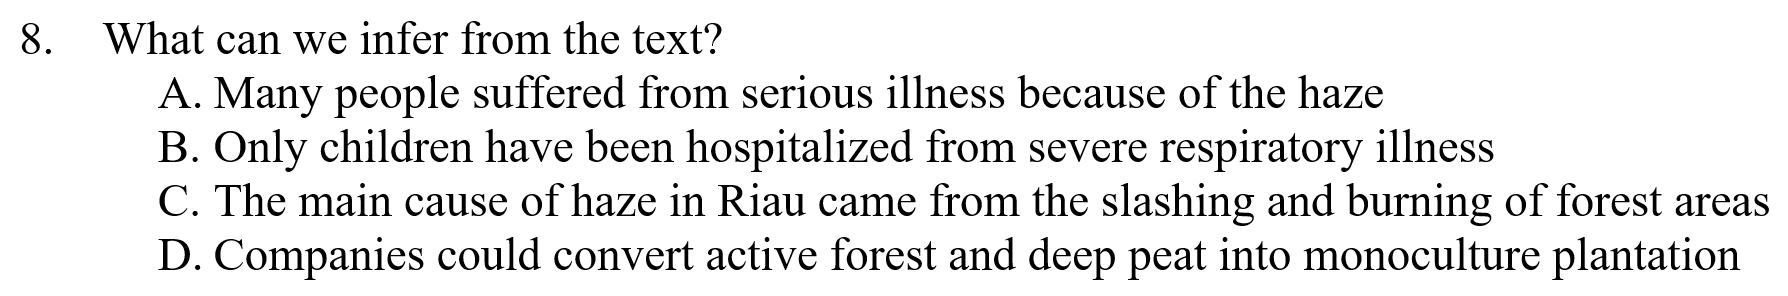 8. What can we infer from the text?
A. Many people suffered from serious illness because of the haze
B. Only children have been hospitalized from severe respiratory illness
C. The main cause of haze in Riau came from the slashing and burning of forest areas
D. Companies could convert active forest and deep peat into monoculture plantation